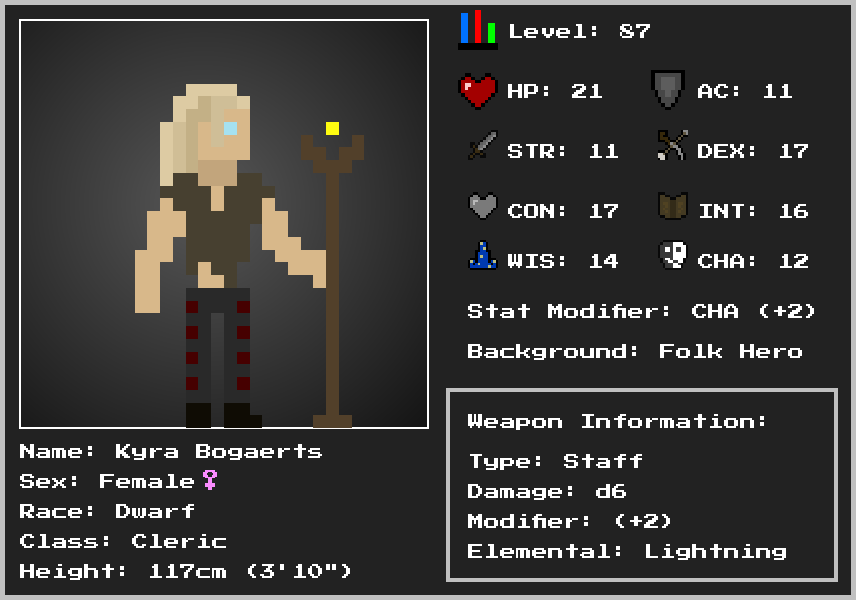 Level: 87
HP: 21 AC: 11
STR: 11 DEX: 17
CON: 17 INT: 16
WIS: 14 CHA: 12
Stat Modifier: CHA (+2)
Background: Folk Hero
Weapon Information:
Type: Staff
Damage: d6
Modifier: (+2)
Elemental: Lightning
Name: Kyra Bogaerts
Sex: Female♀
Race: Dwarf
Class: Cleric
Height: 117cm (3'10")